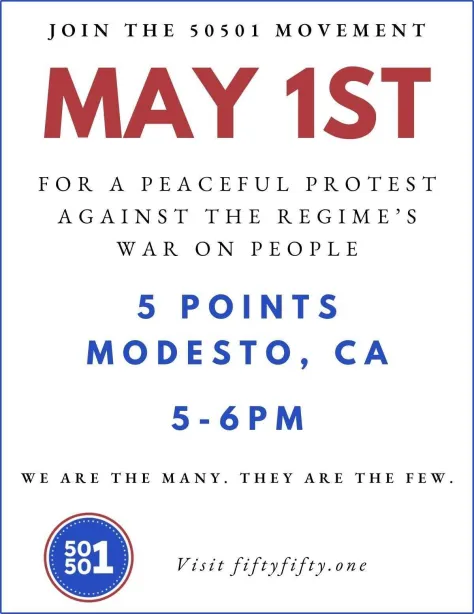 JOIN THE 50501 MOVEMENT
MAY 1ST
FOR A PEACEFUL PROTEST
AGAINST THE REGIME'S
WAR ON PEOPLE
5 POINTS
MODESTO, CA
5-6PM
WE ARE THE MANY. THEY ARE THE FEW.
50
50 1
Visit fiftyfifty.one